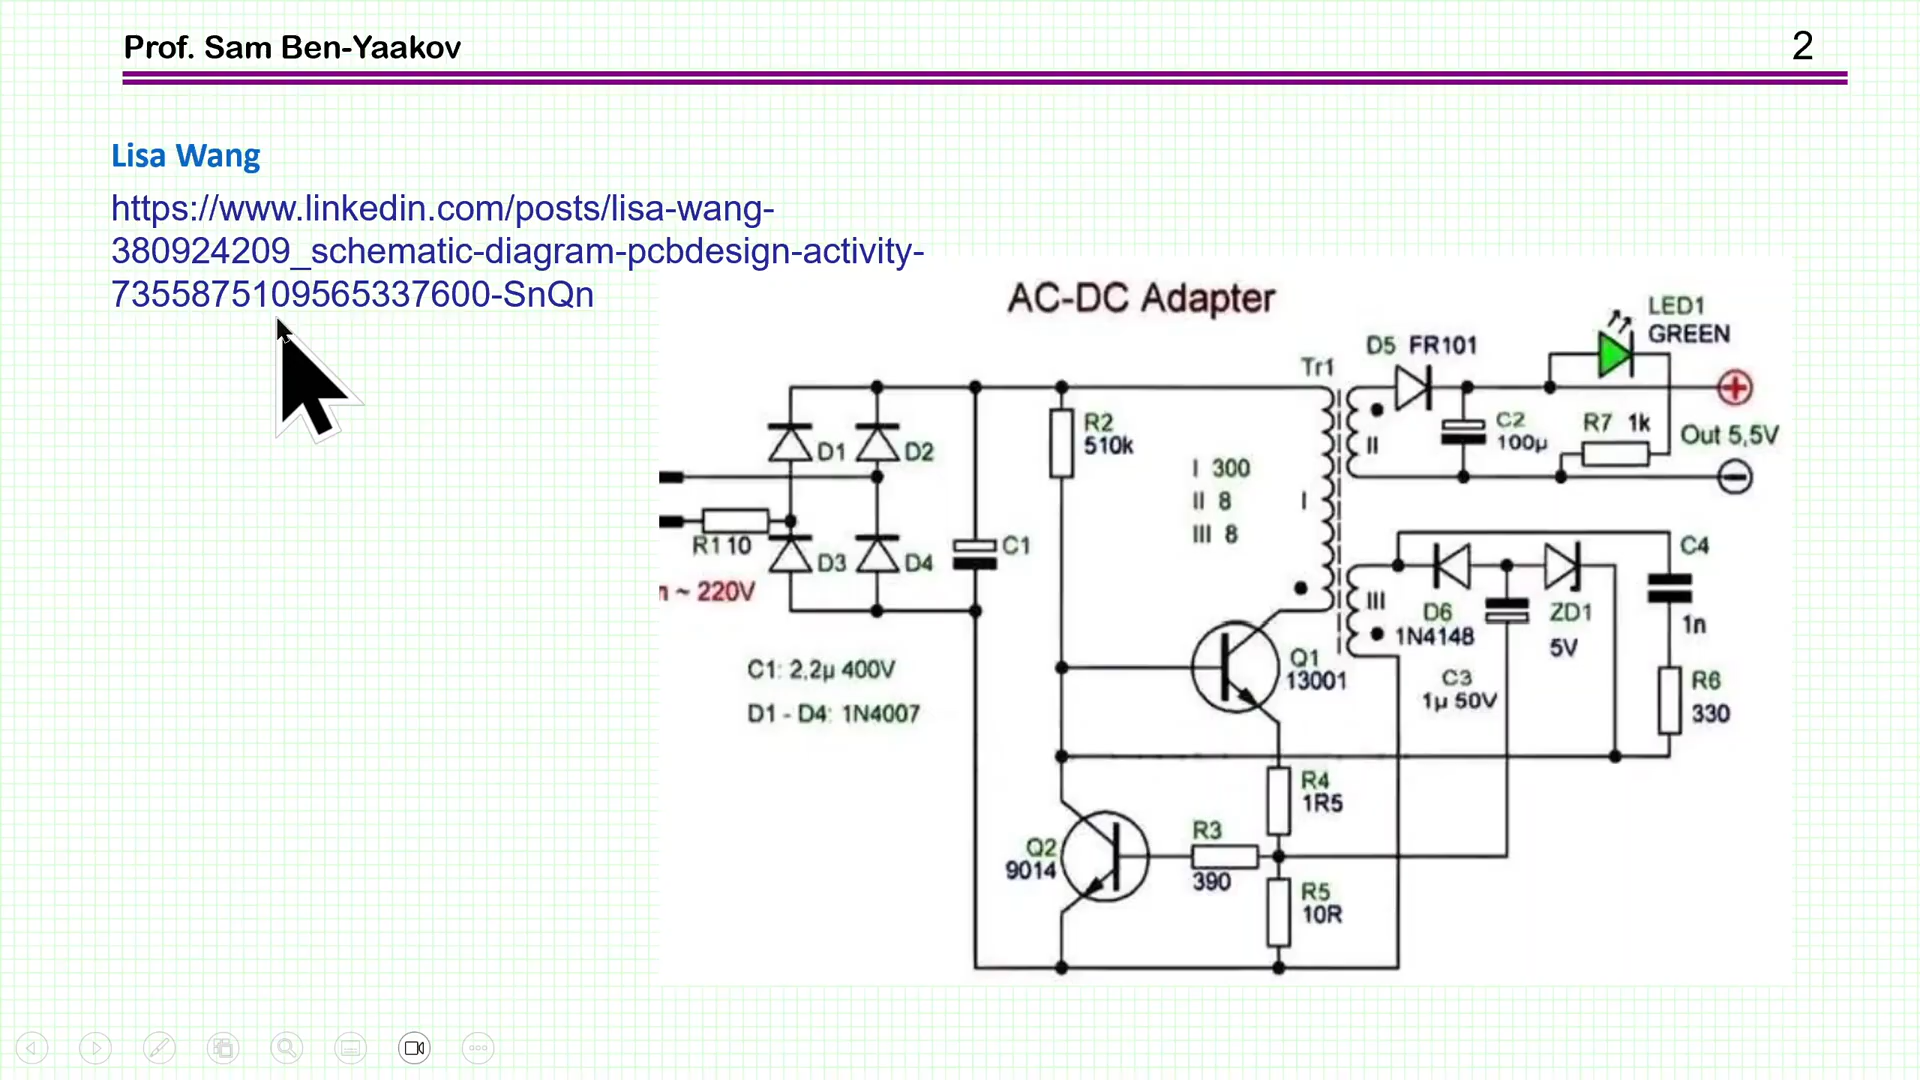 Prof. Sam Ben-Yaakov
2
Lisa Wang
https://www.linkedin.com/posts/lisa-wang-
380924209_schematic-diagram-pcbdesign-activity-
7355875109565337600-SnQn
AC-DC Adapter
LED1
GREEN
D5 FR101
Tr1
R2
510k
D1
D2
C2
100µ
R7 1k
Out 5,5V
II
I 300
II 8
III 8
I
R1 10
D3
D4
C1
~ 220V
C4
1n
III
D6
1N4148
ZD1
5V
C1: 2,2µ 400V
D1 - D4: 1N4007
Q1
13001
C3
1µ 50V
R6
330
R4
1R5
Q2
9014
R3
390
R5
10R